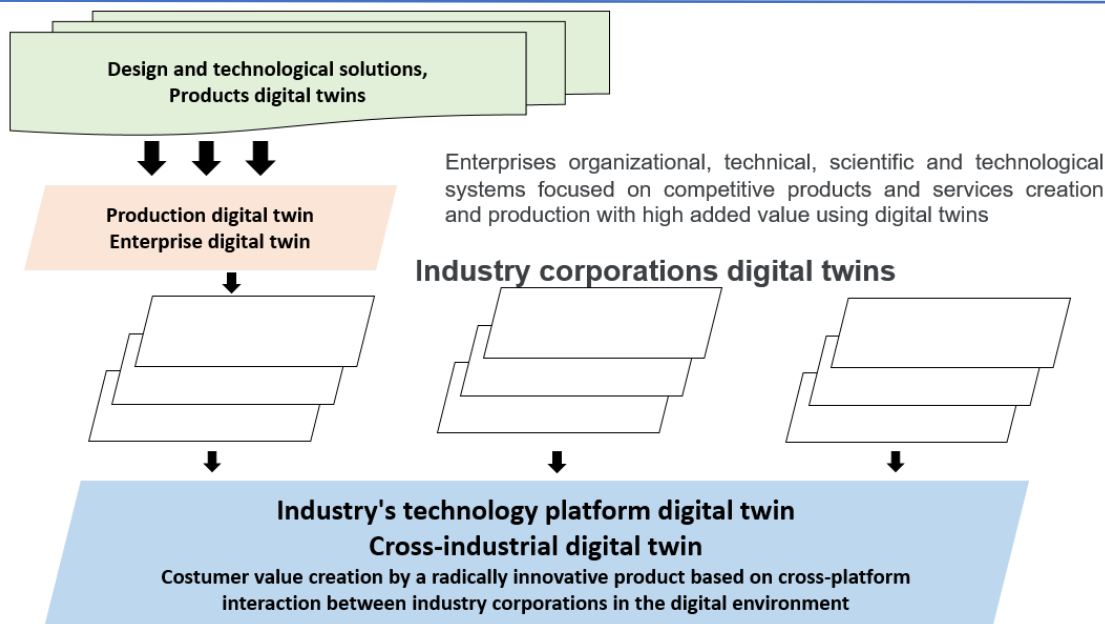 Design and technological solutions,
Products digital twins
Enterprises organizational, technical, scientific and technological
systems focused on competitive products and services creation
and production with high added value using digital twins
Production digital twin
Enterprise digital twin
Industry corporations digital twins
Industry's technology platform digital twin
Cross-industrial digital twin
Costumer value creation by a radically innovative product based on cross-platform
interaction between industry corporations in the digital environment